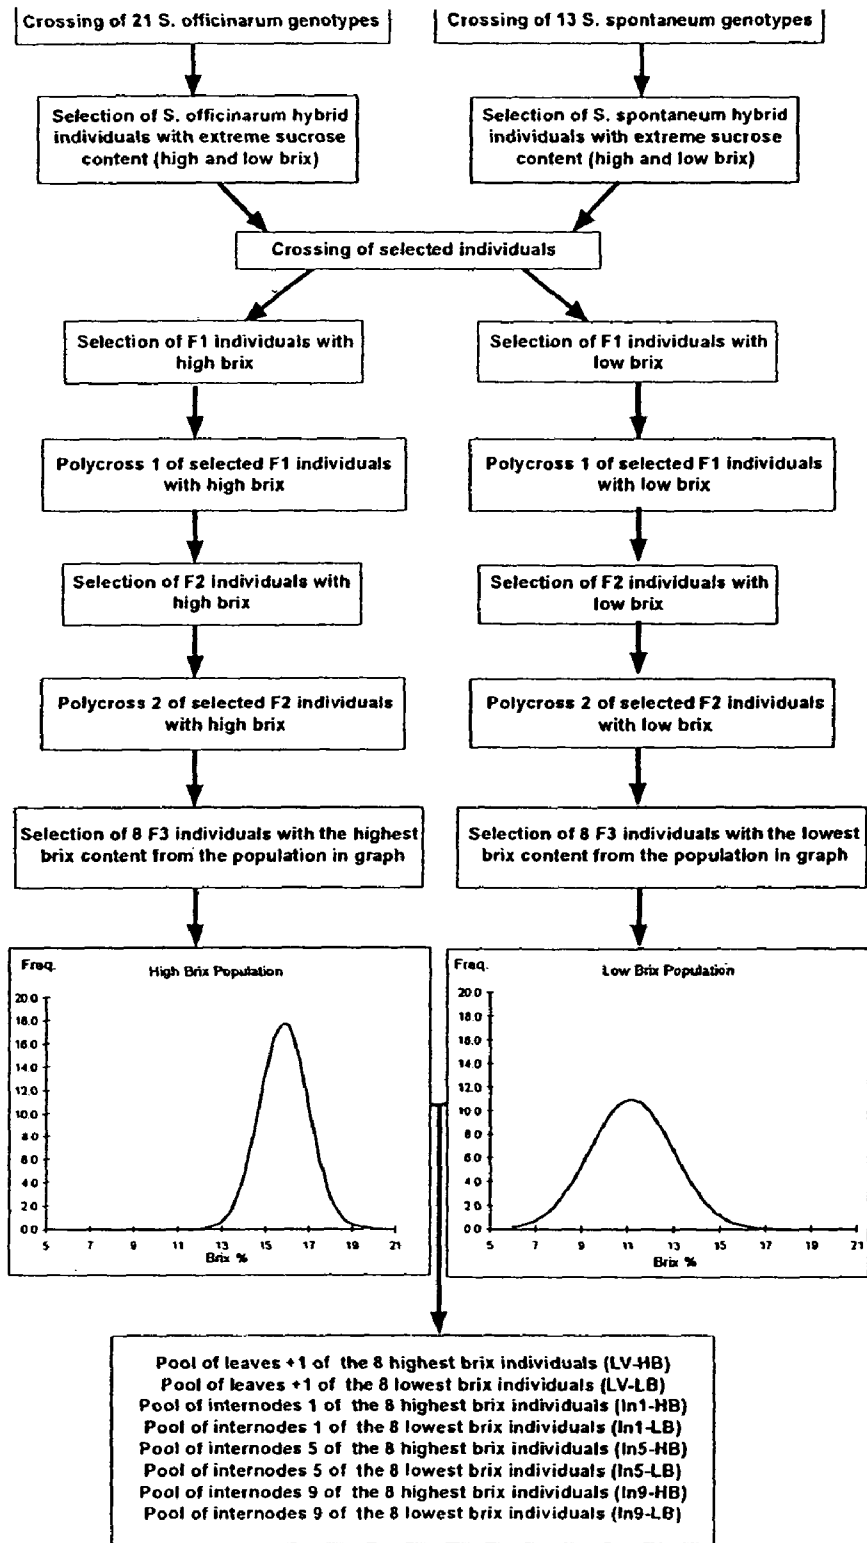 Crossing of 21 S. officinarum genotypes
Crossing of 13 S. spontaneum genotypes
Selection of S. officinarum hybrid
individuals with extreme sucrose
content (high and low brix)
Selection of S. spontaneum hybrid
individuals with extreme sucrose
content (high and low brix)
Crossing of selected individuals
Selection of F1 individuals with
high brix
Selection of F1 individuals with
low brix
Polycross 1 of selected F1 individuals
with high brix
Polycross 1 of selected F1 individuals
with low brix
Selection of F2 individuals with
high brix
Selection of F2 individuals with
low brix
Polycross 2 of selected F2 individuals
with high brix
Polycross 2 of selected F2 individuals
with low brix
Selection of 8 F3 individuals with the highest
brix content from the population in graph
Selection of 8 F3 individuals with the lowest
brix content from the population in graph
Freq.
High Brix Population
20.0
18.0
16.0
14.0
12.0
10.0
8.0
6.0
4.0
2.0
0.0
5 7 9 11 13 15 17 19 21
Brix %
Freq.
Low Brix Population
20.0
18.0
16.0
14.0
12.0
10.0
8.0
6.0
4.0
2.0
0.0
5 7 9 11 13 15 17 19 21
Brix %
Pool of leaves +1 of the 8 highest brix individuals (LV-HB)
Pool of leaves +1 of the 8 lowest brix individuals (LV-LB)
Pool of internodes 1 of the 8 highest brix individuals (In1-HB)
Pool of internodes 1 of the 8 lowest brix individuals (In1-LB)
Pool of internodes 5 of the 8 highest brix individuals (In5-HB)
Pool of internodes 5 of the 8 lowest brix individuals (In5-LB)
Pool of internodes 9 of the 8 highest brix individuals (In9-HB)
Pool of internodes 9 of the 8 lowest brix individuals (In9-LB)